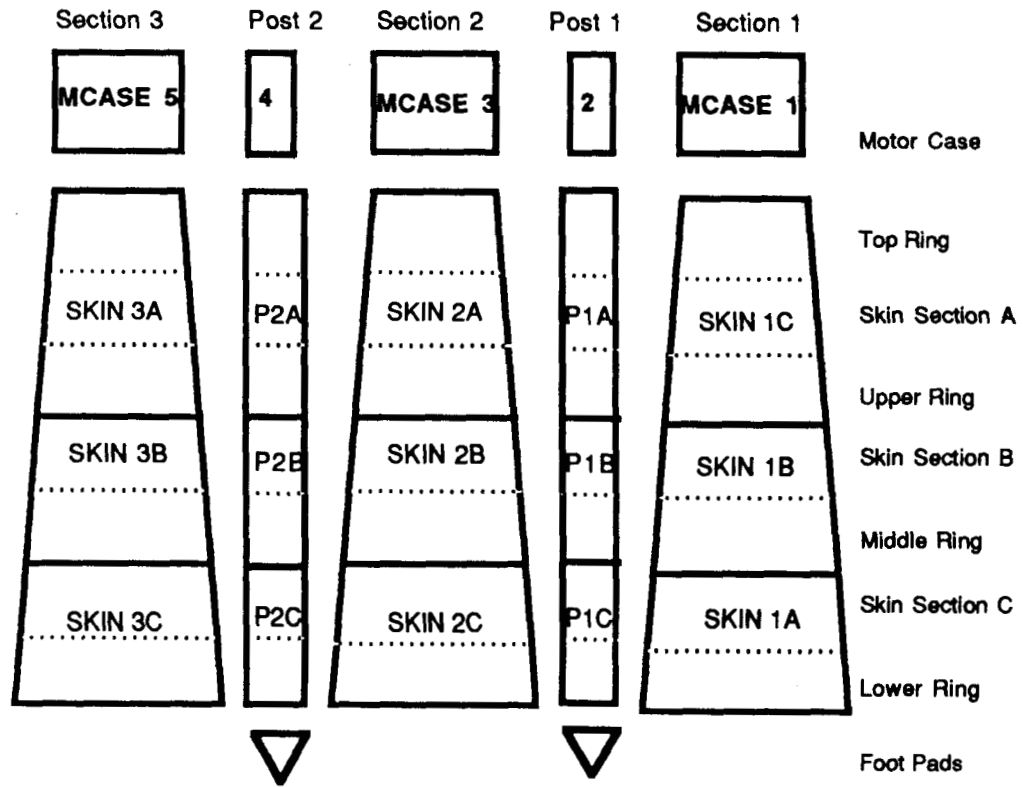 Section 3 Post 2 Section 2 Post 1 Section 1
MCASE 5 4 MCASE 3 2 MCASE 1
Motor Case
Top Ring
SKIN 3A P2A SKIN 2A P1A SKIN 1C Skin Section A
Upper Ring
SKIN 3B P2B SKIN 2B P1B SKIN 1B Skin Section B
Middle Ring
SKIN 3C P2C SKIN 2C P1C SKIN 1A Skin Section C
Lower Ring
Foot Pads